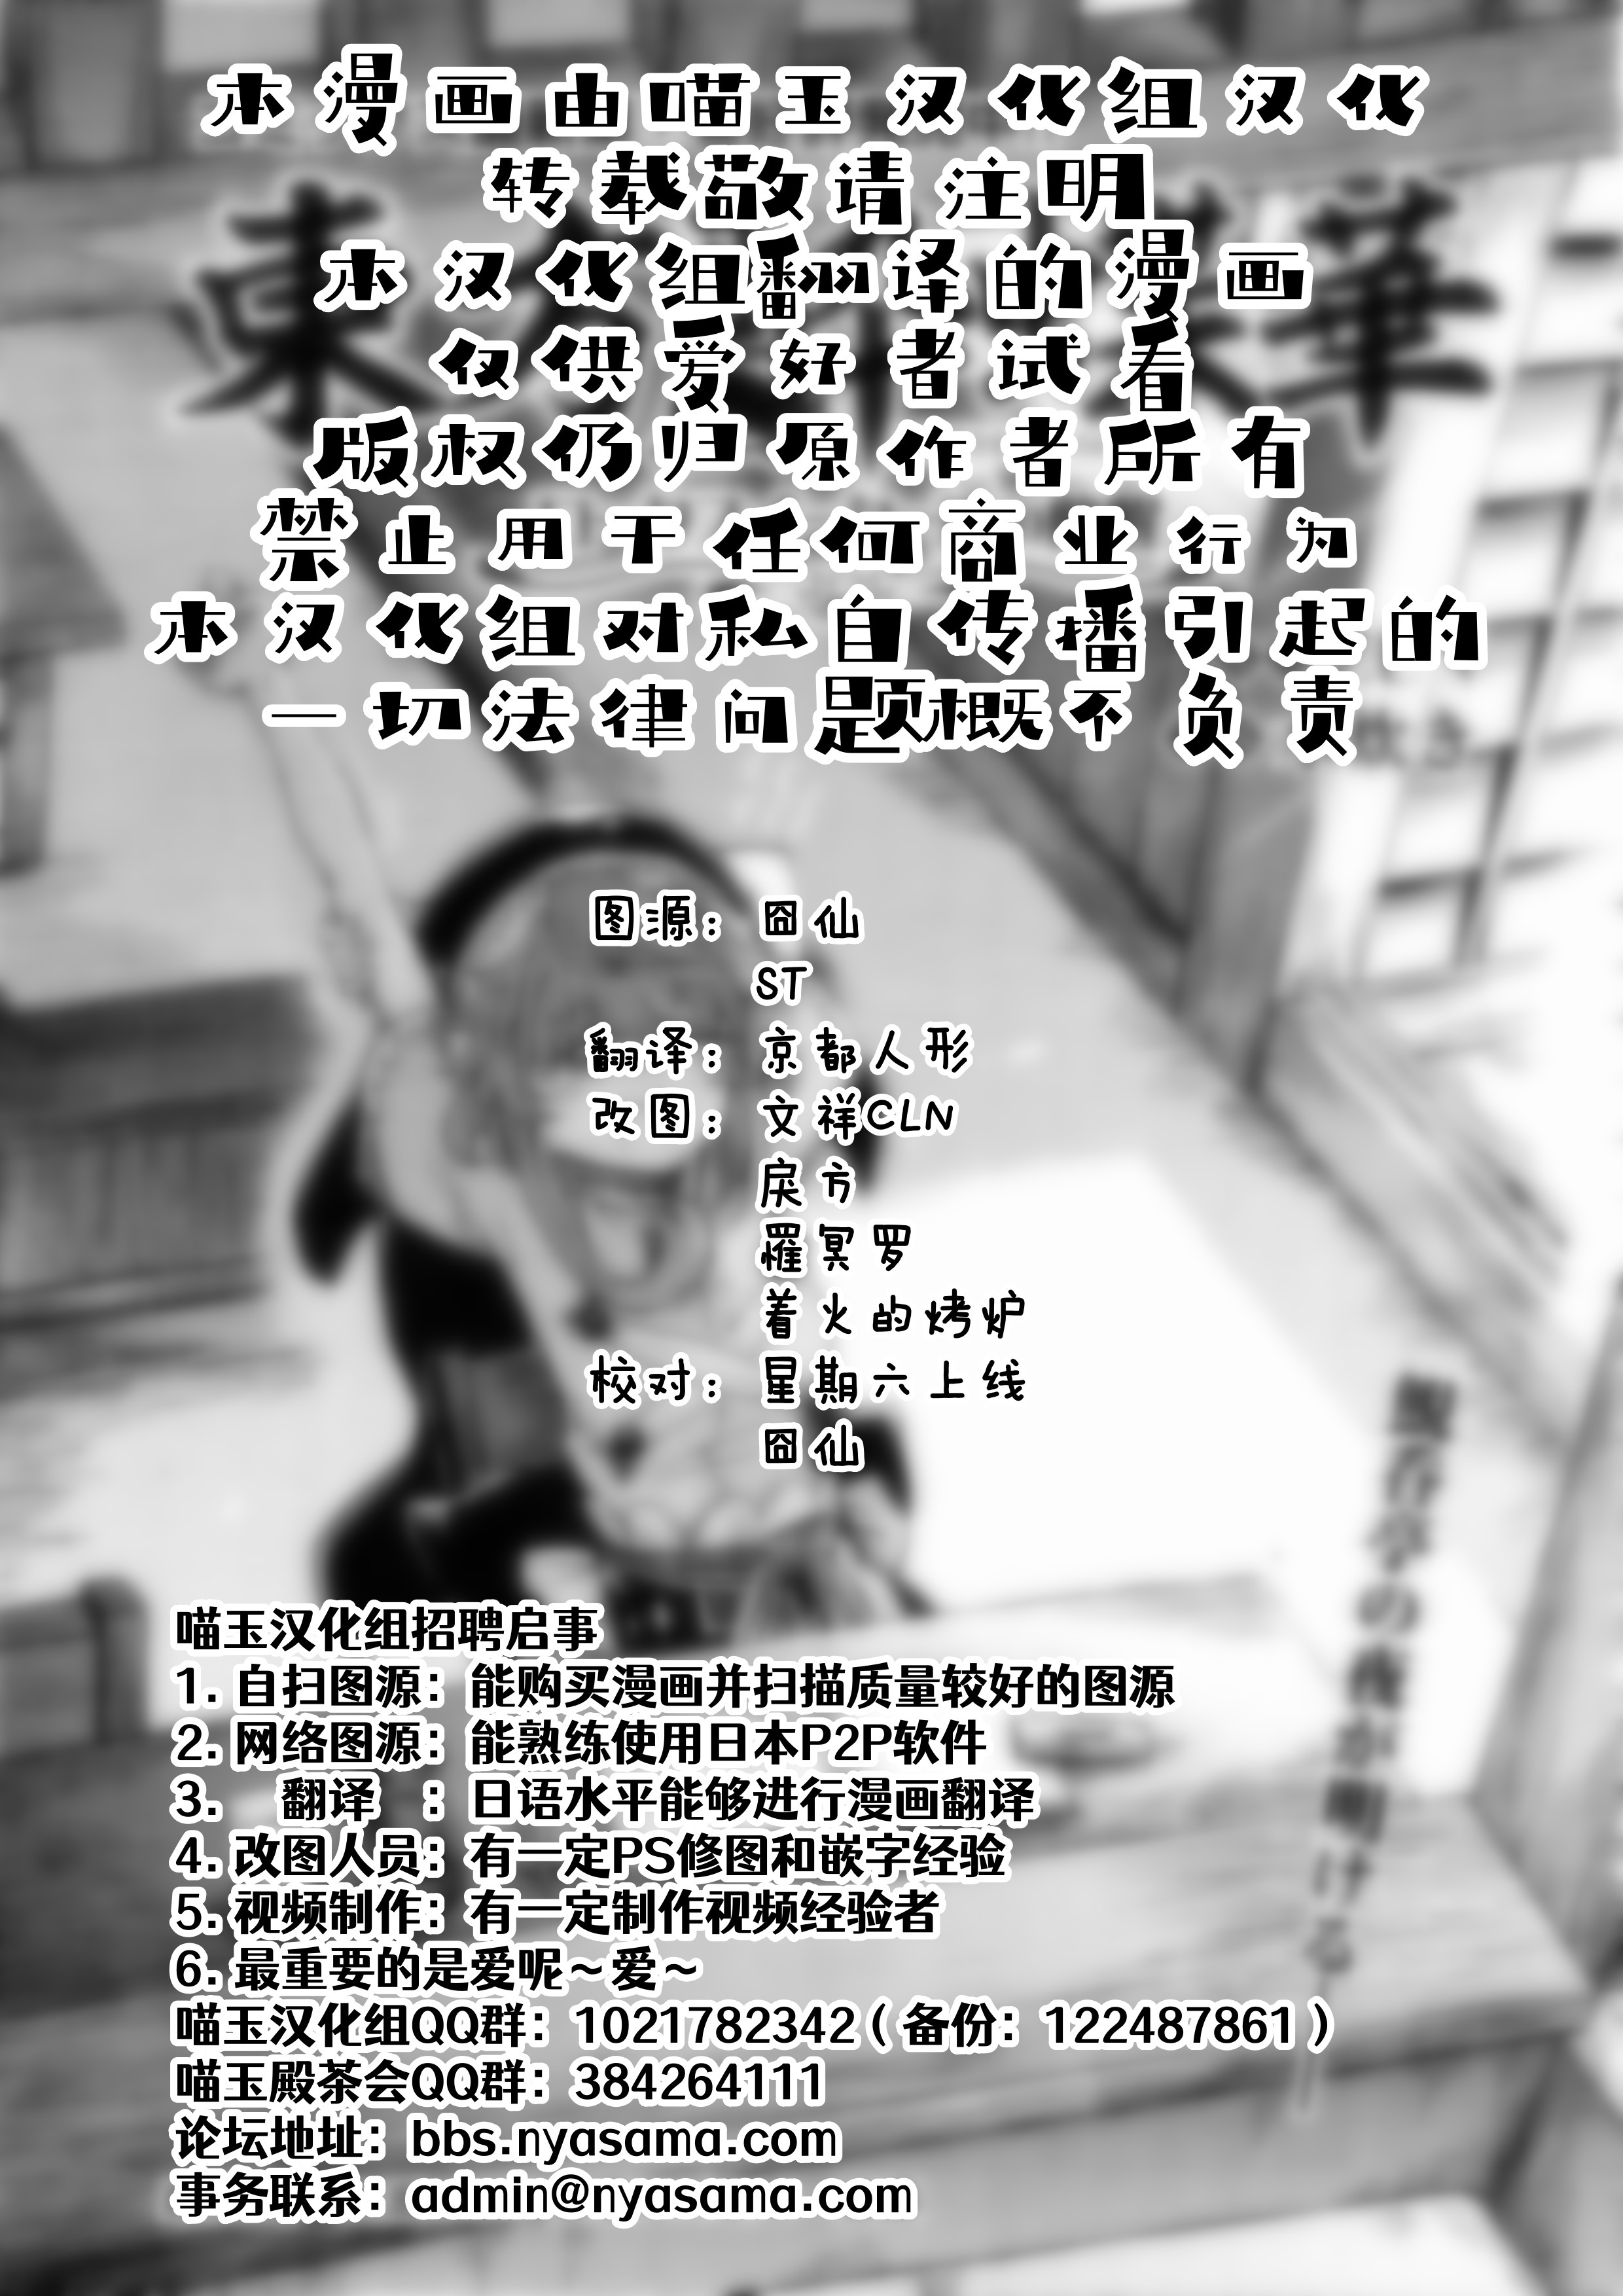 本漫画由喵玉汉化组汉化
转载敬请注明
本汉化组翻译的漫画
仅供爱好者试看
版权仍归原作者所有
禁止用于任何商业行为
本汉化组对私自传播引起的
一切法律问题概不负责
图源：囧仙
ST
翻译：京都人形
改图：文祥CLN
戾方
罹冥罗
着火的烤炉
校对：星期六上线
囧仙
喵玉汉化组招聘启事
1.自扫图源：能购买漫画并扫描质量较好的图源
2.网络图源：能熟练使用日本P2P软件
3. 翻译 ：日语水平能够进行漫画翻译
4.改图人员：有一定PS修图和嵌字经验
5.视频制作：有一定制作视频经验者
6.最重要的是爱呢～爱～
喵玉汉化组QQ群：1021782342（备份：122487861）
喵玉殿茶会QQ群：384264111
论坛地址：bbs.nyasama.com
事务联系：admin@nyasama.com